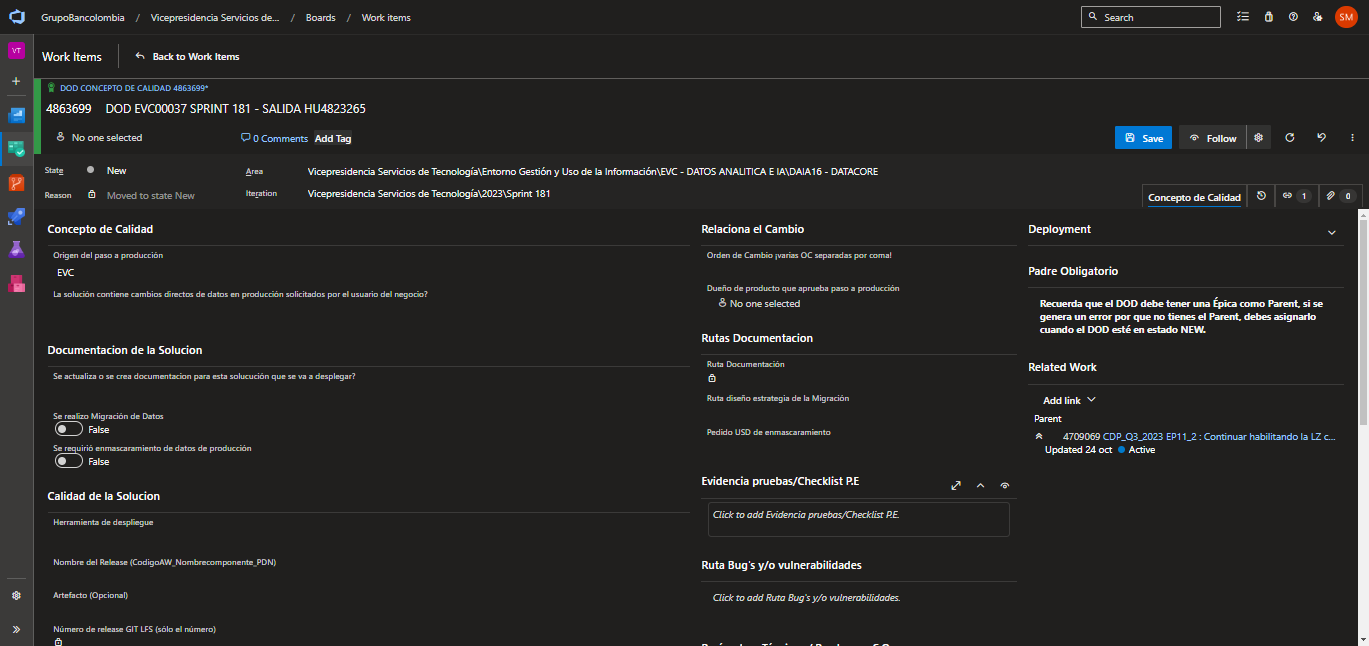 GrupoBancolombia / Vicepresidencia Servicios de... / Boards / Work items
Search
SM
VT
Work Items
Back to Work Items
DOD CONCEPTO DE CALIDAD 4863699*
4863699 DOD EVC00037 SPRINT 181 - SALIDA HU4823265
No one selected
0 Comments
Add Tag
Save
Follow
State
New
Area
Vicepresidencia Servicios de Tecnología\Entorno Gestión y Uso de la Información\EVC - DATOS ANALITICA E IA\DAIA16 - DATACORE
Reason
Moved to state New
Iteration
Vicepresidencia Servicios de Tecnología\2023\Sprint 181
Concepto de Calidad
1
0
Concepto de Calidad
Origen del paso a producción
EVC
La solución contiene cambios directos de datos en producción solicitados por el usuario del negocio?
Documentacion de la Solucion
Se actualiza o se crea documentacion para esta solucución que se va a desplegar?
Se realizo Migración de Datos
False
Se requirió enmascaramiento de datos de producción
False
Calidad de la Solucion
Herramienta de despliegue
Nombre del Release (CodigoAW_Nombrecomponente_PDN)
Artefacto (Opcional)
Número de release GIT LFS (sólo el número)
Relaciona el Cambio
Orden de Cambio ¡varias OC separadas por coma!
Dueño de producto que aprueba paso a producción
No one selected
Rutas Documentacion
Ruta Documentación
Ruta diseño estrategia de la Migración
Pedido USD de enmascaramiento
Evidencia pruebas/Checklist P.E
Click to add Evidencia pruebas/Checklist P.E.
Ruta Bug's y/o vulnerabilidades
Click to add Ruta Bug's y/o vulnerabilidades.
Deployment
Padre Obligatorio
Recuerda que el DOD debe tener una Épica como Parent, si se
genera un error por que no tienes el Parent, debes asignarlo
cuando el DOD esté en estado NEW.
Related Work
Add link
Parent
4709069 CDP_Q3_2023 EP11_2 : Continuar habilitando la LZ c...
Updated 24 oct
Active